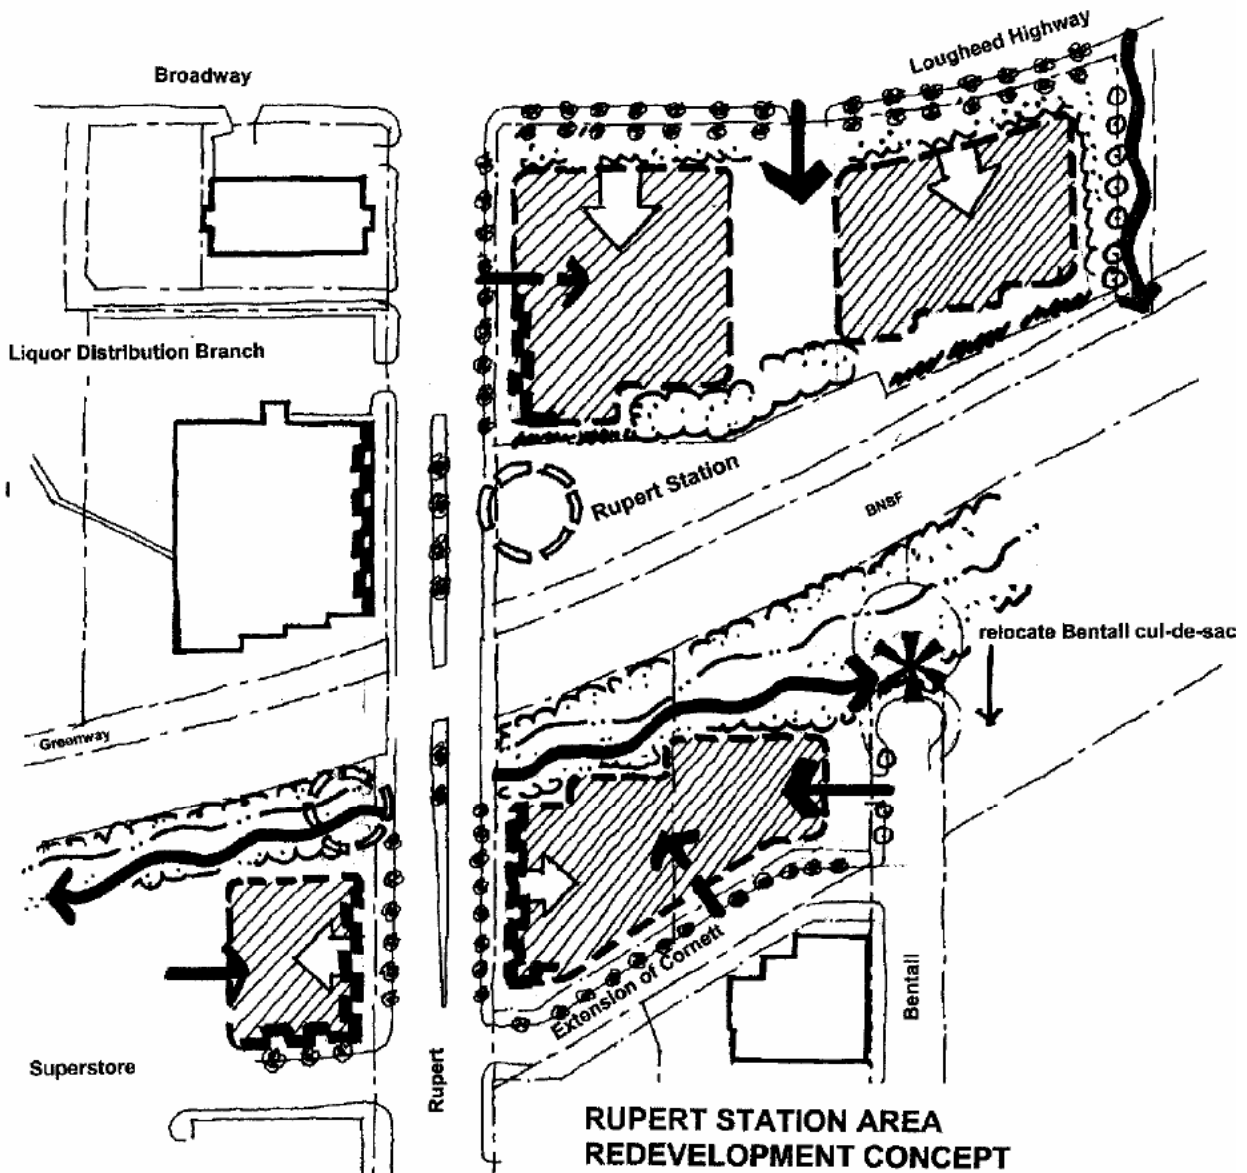 Lougheed Highway
Broadway
Liquor Distribution Branch
Rupert Station
BNSF
relocate Bentall cul-de-sac
Greenway
Extension of Cornett
Bentall
Superstore
Rupert
RUPERT STATION AREA
REDEVELOPMENT CONCEPT